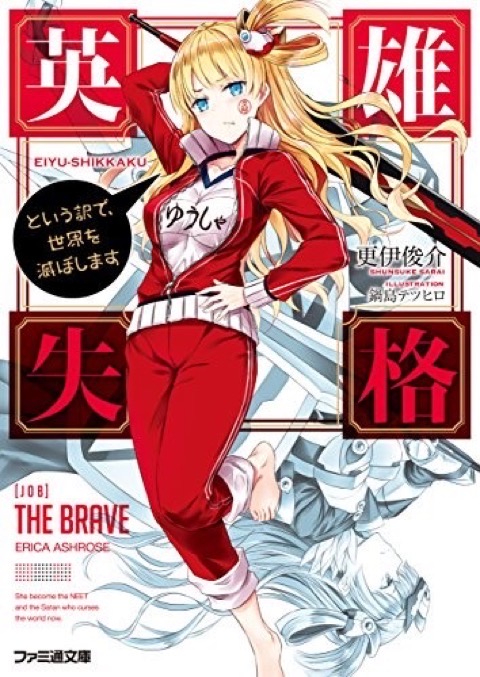 英雄
EIYU-SHIKKAKU
という訳で、
世界を
滅ぼします
ゆうしゃ
更伊俊介
SHUNSUKE SARAI
ILLUSTRATION
鍋島テツヒロ
失格
[JOB]
THE BRAVE
ERICA ASHROSE
She become the NEET
and the Satan who curses
the world now.
ファミ通文庫